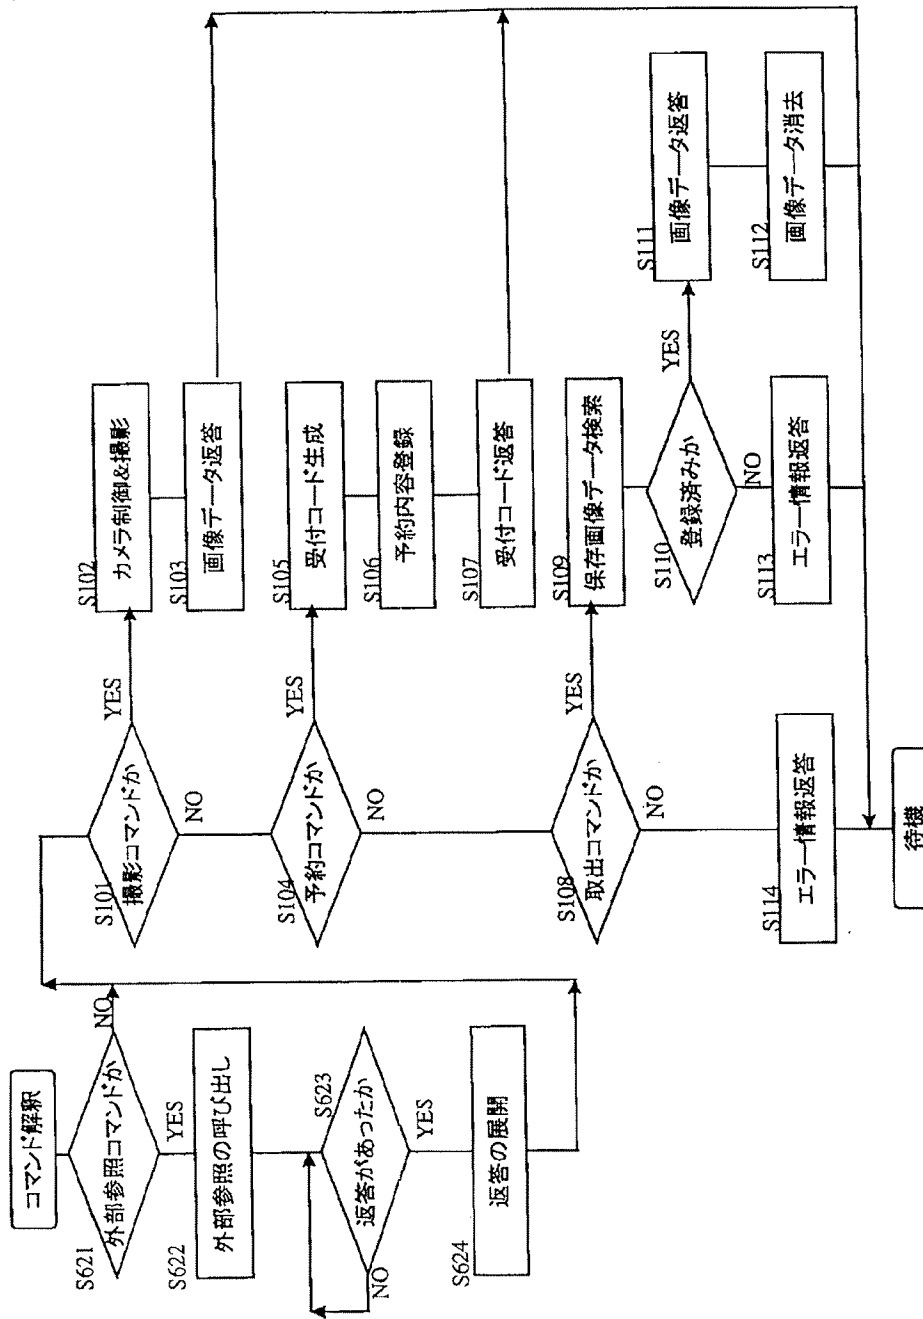 コマンド解釈
S621
外部参照コマンドか
NO
YES
S622
外部参照の呼び出し
S623
返答があったか
NO
YES
S624
返答の展開
S101
撮影コマンドか
YES
NO
S102
カメラ制御&撮影
S103
画像データ返答
S104
予約コマンドか
YES
NO
S105
受付コード生成
S106
予約内容登録
S107
受付コード返答
S108
取出コマンドか
YES
NO
S109
保存画像データ検索
S110
登録済みか
YES
NO
S111
画像データ返答
S112
画像データ消去
S113
エラー情報返答
S114
エラー情報返答
待機